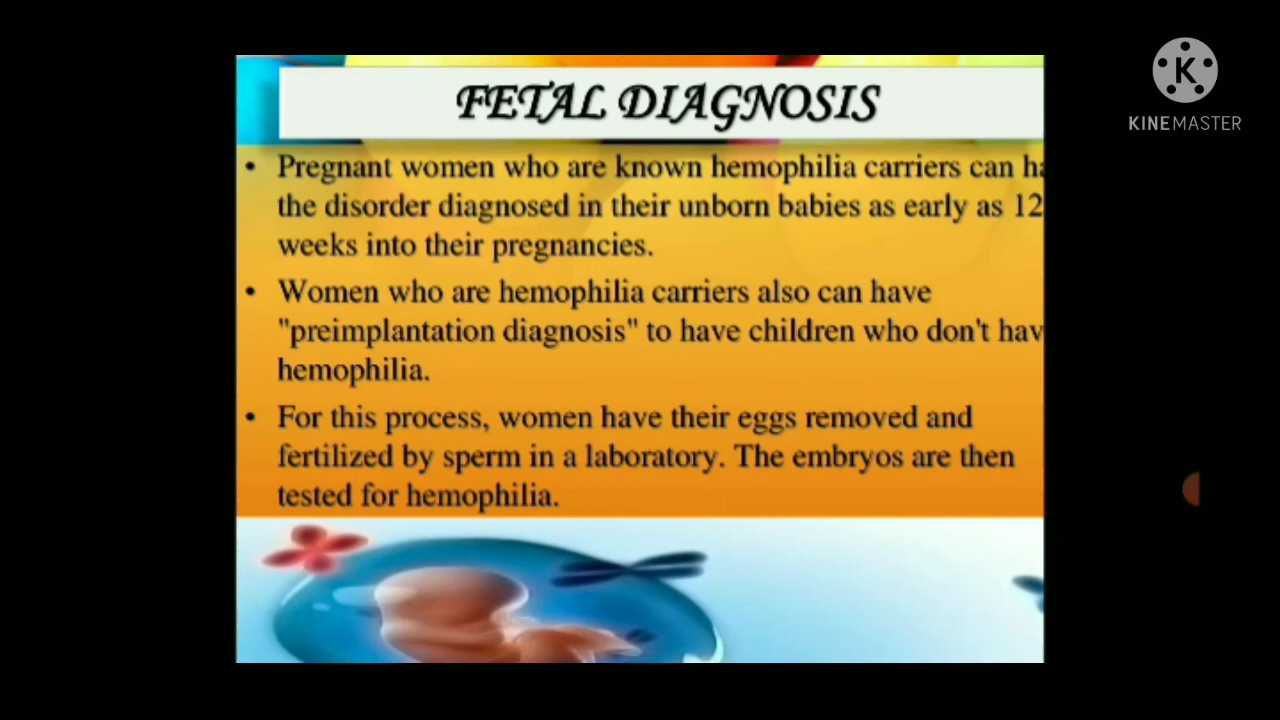 FETAL DIAGNOSIS
K
KINEMASTER
• Pregnant women who are known hemophilia carriers can ha
the disorder diagnosed in their unborn babies as early as 12
weeks into their pregnancies.
• Women who are hemophilia carriers also can have
"preimplantation diagnosis" to have children who don't hav
hemophilia.
• For this process, women have their eggs removed and
fertilized by sperm in a laboratory. The embryos are then
tested for hemophilia.